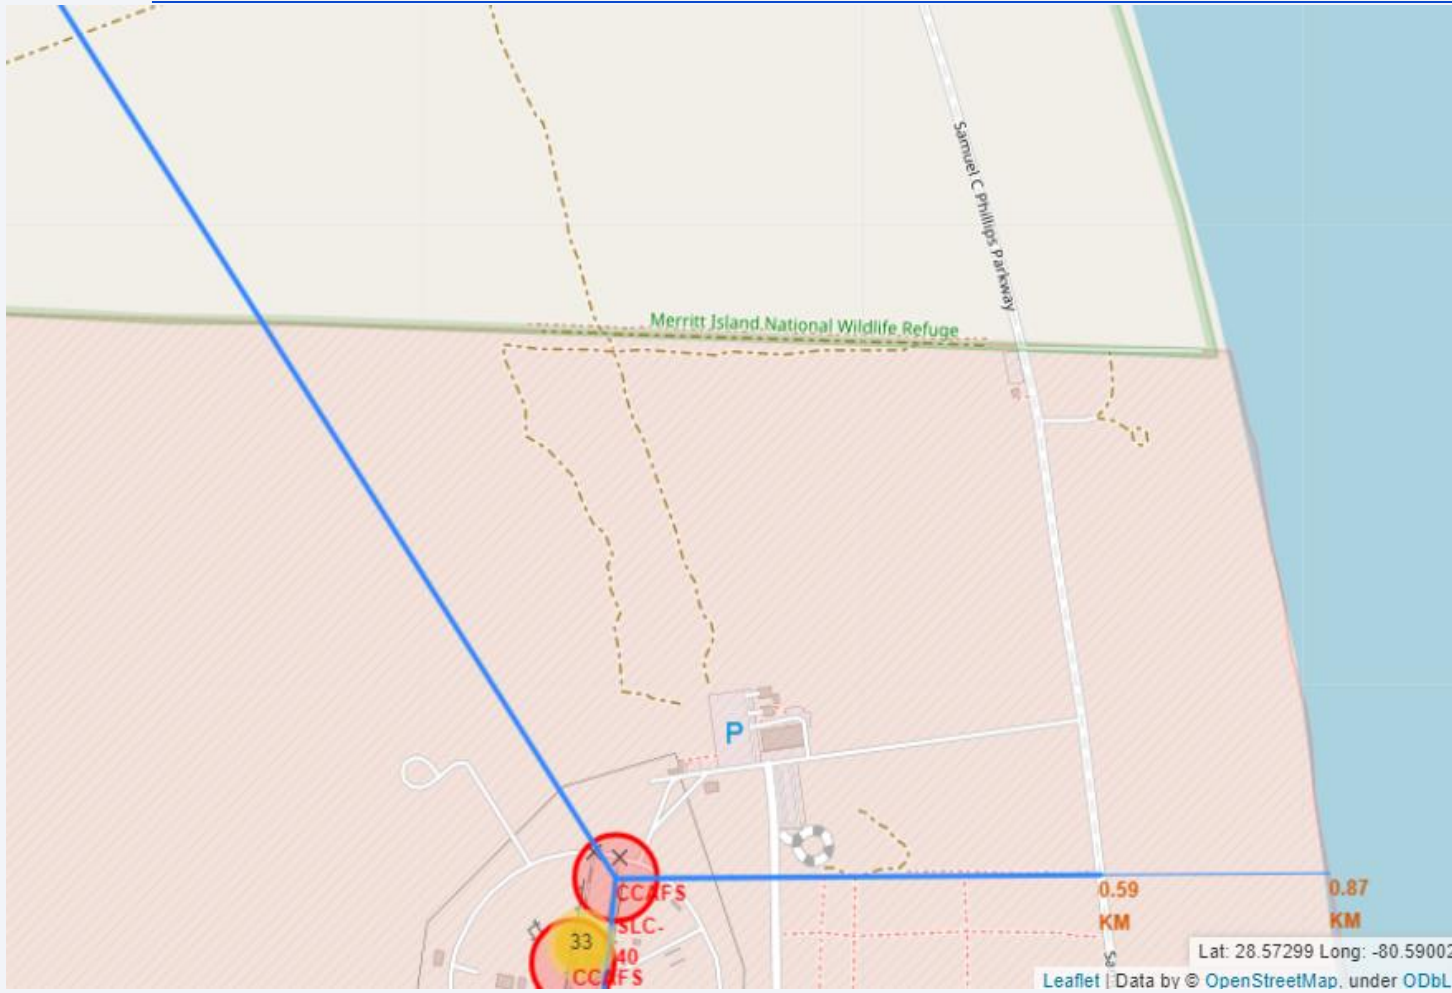 Samuel C Phillips Parkway
Merritt Island National Wildlife Refuge
P
CCAFS
SLC-
40
33
CCAFS
0.59
KM
0.87
KM
Sa
Lat: 28.57299 Long: -80.59002
Leaflet | Data by © OpenStreetMap, under ODbL